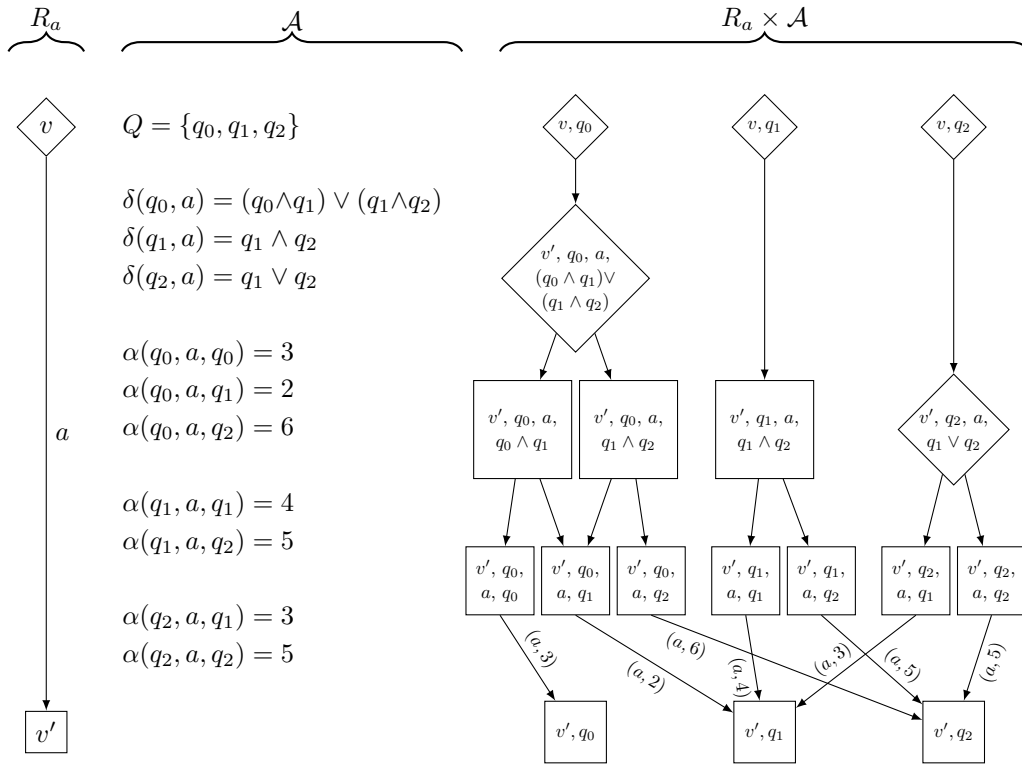 R_a
𝒜
R_a × 𝒜
v
Q = {q_0, q_1, q_2}
v, q_0
v, q_1
v, q_2
δ(q_0, a) = (q_0∧q_1) ∨ (q_1∧q_2)
δ(q_1, a) = q_1 ∧ q_2
δ(q_2, a) = q_1 ∨ q_2
v′, q_0, a,
(q_0 ∧ q_1)∨
(q_1 ∧ q_2)
α(q_0, a, q_0) = 3
α(q_0, a, q_1) = 2
α(q_0, a, q_2) = 6
a
v′, q_0, a,
q_0 ∧ q_1
v′, q_0, a,
q_1 ∧ q_2
v′, q_1, a,
q_1 ∧ q_2
v′, q_2, a,
q_1 ∨ q_2
α(q_1, a, q_1) = 4
α(q_1, a, q_2) = 5
v′, q_0,
a, q_0
v′, q_0,
a, q_1
v′, q_0,
a, q_2
v′, q_1,
a, q_1
v′, q_1,
a, q_2
v′, q_2,
a, q_1
v′, q_2,
a, q_2
α(q_2, a, q_1) = 3
α(q_2, a, q_2) = 5
(a, 3)
(a, 2)
(a, 6)
(a, 4)
(a, 3)
(a, 5)
(a, 5)
v′
v′, q_0
v′, q_1
v′, q_2